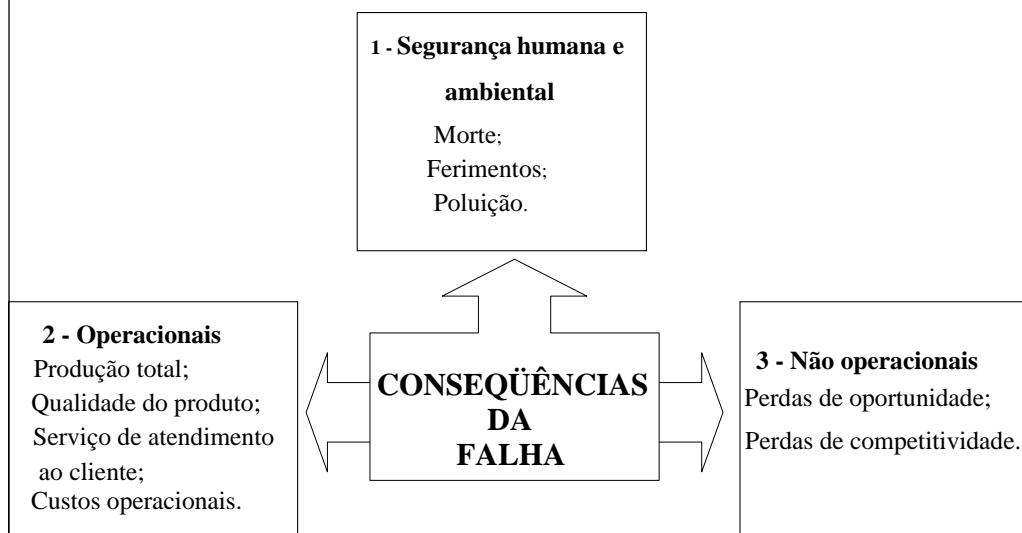 1 - Segurança humana e
ambiental
Morte;
Ferimentos;
Poluição.
2 - Operacionais
Produção total;
Qualidade do produto;
Serviço de atendimento
ao cliente;
Custos operacionais.
CONSEQÜÊNCIAS
DA
FALHA
3 - Não operacionais
Perdas de oportunidade;
Perdas de competitividade.